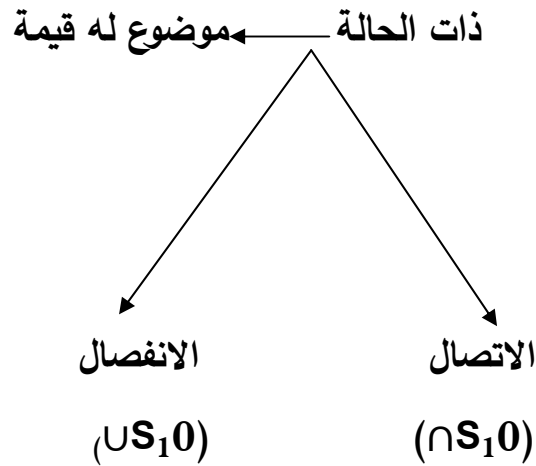 ذات الحالة موضوع له قيمة
الاتصال الانفصال
(∩S₁0) (∪S₁0)